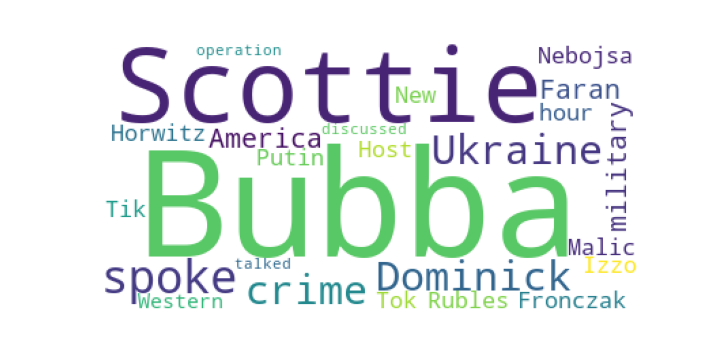 operation
Scottie
Nebojsa
New
Faran
hour
Horwitz
America
discussed
Putin
Host
Ukraine
military
Bubba
Tik
Malic
Izzo
spoke
talked
Dominick
crime
Western
Tok
Rubles
Fronczak